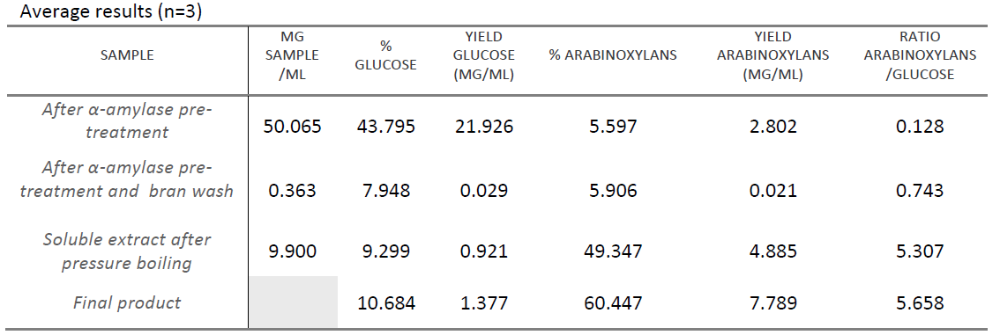 Average results (n=3)
SAMPLE MG SAMPLE /ML % GLUCOSE YIELD GLUCOSE (MG/ML) % ARABINOXYLANS YIELD ARABINOXYLANS (MG/ML) RATIO ARABINOXYLANS /GLUCOSE
After α-amylase pre-treatment 50.065 43.795 21.926 5.597 2.802 0.128
After α-amylase pre-treatment and bran wash 0.363 7.948 0.029 5.906 0.021 0.743
Soluble extract after pressure boiling 9.900 9.299 0.921 49.347 4.885 5.307
Final product 10.684 1.377 60.447 7.789 5.658